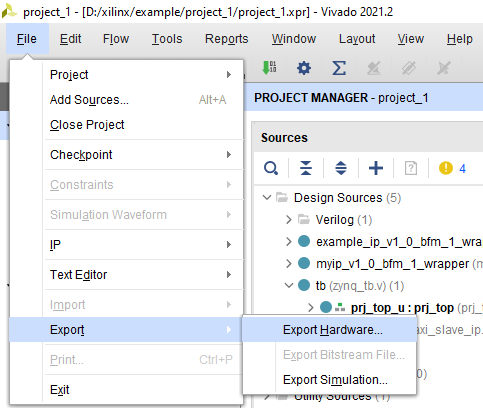 project_1 - [D:/xilinx/example/project_1/project_1.xpr] - Vivado 2021.2
File Edit Flow Tools Reports Window Layout View Help
Project
Add Sources... Alt+A
Close Project
Checkpoint
Constraints
Simulation Waveform
IP
Text Editor
Import
Export
Print... Ctrl+P
Exit
PROJECT MANAGER - project_1
Sources
4
Design Sources (5)
Verilog (1)
example_ip_v1_0_bfm_1_wra
myip_v1_0_bfm_1_wrapper (m
tb (zynq_tb.v) (1)
prj_top_u : prj_top (prj_t
Export Hardware...
Export Bitstream File...
Export Simulation...
axi_slave_ip.
Utility Sources